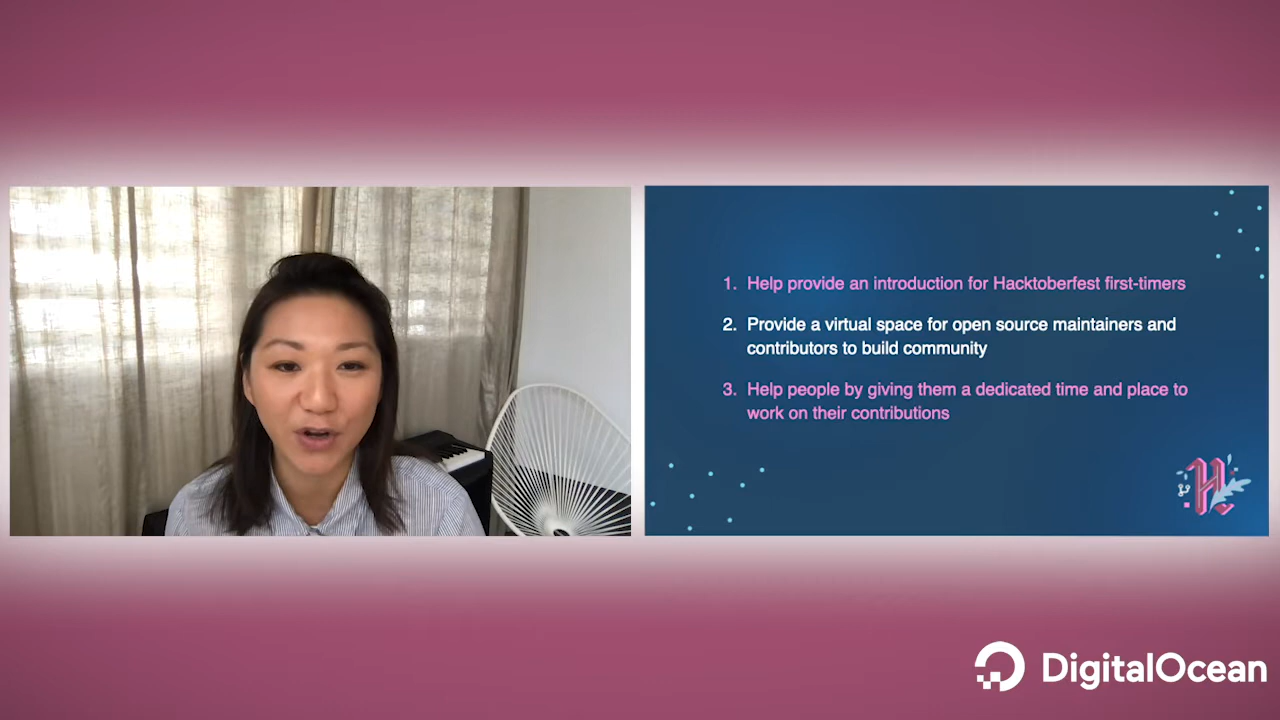 1. Help provide an introduction for Hacktoberfest first-timers
2. Provide a virtual space for open source maintainers and
contributors to build community
3. Help people by giving them a dedicated time and place to
work on their contributions
H
DigitalOcean